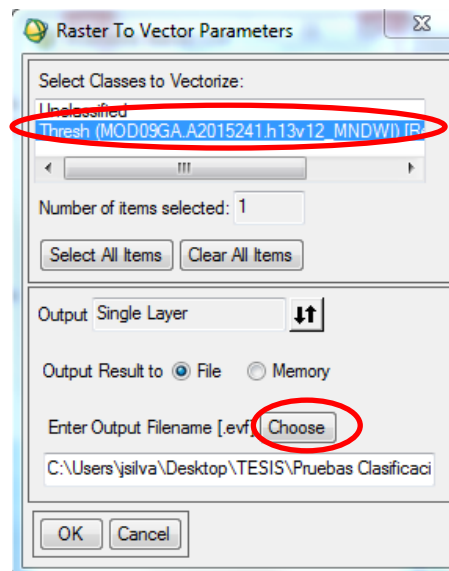 Raster To Vector Parameters
Select Classes to Vectorize:
Unclassified
Thresh (MOD09GA.A2015241.h13v12_MNDWI) [R
Number of items selected: 1
Select All Items Clear All Items
Output Single Layer
Output Result to File Memory
Enter Output Filename [.evf] Choose
C:\Users\jsilva\Desktop\TESIS\Pruebas Clasificaci
OK Cancel